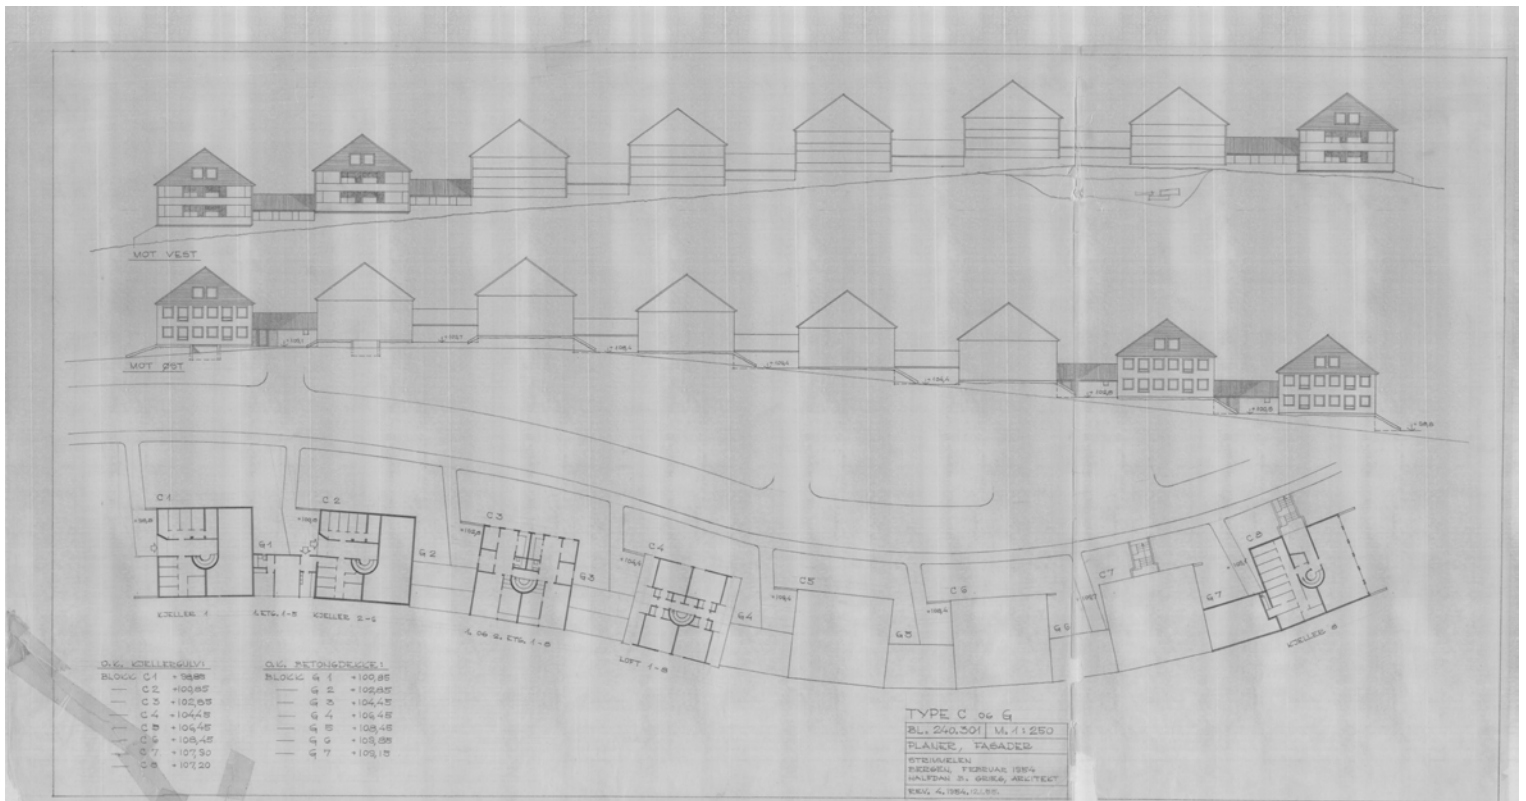 MOT VEST
MOT ØST
C 1
C 2
C 3
C 4
C 5
C 6
C 7
C 8
G 1
G 2
G 3
G 4
G 5
G 6
G 7
KJELLER 1
1. ETG. 1-8
KJELLER 2-6
1. OG 2. ETG. 1-8
LOFT 1-8
KJELLER 8
O.K. KJELLERGULV:
BLOKK C 1
C 2 +100,85
C 3 +102,85
C 4 +104,45
C 5 +106,45
C 6 +108,45
C 7 +107,90
C 8 +107,20
O.K. BETONGDEKKE:
BLOKK G 1 +100,85
G 2 +102,85
G 3 +104,45
G 4 +106,45
G 5 +108,45
G 6 +109,85
G 7 +109,15
TYPE C OG G
BL. 240.301 M. 1:250
PLANER, FASADER
STRIMMELEN
BERGEN, FEBRUAR 1954
HALFDAN B. GRIEG, ARKITEKT
REV. 4.1954,